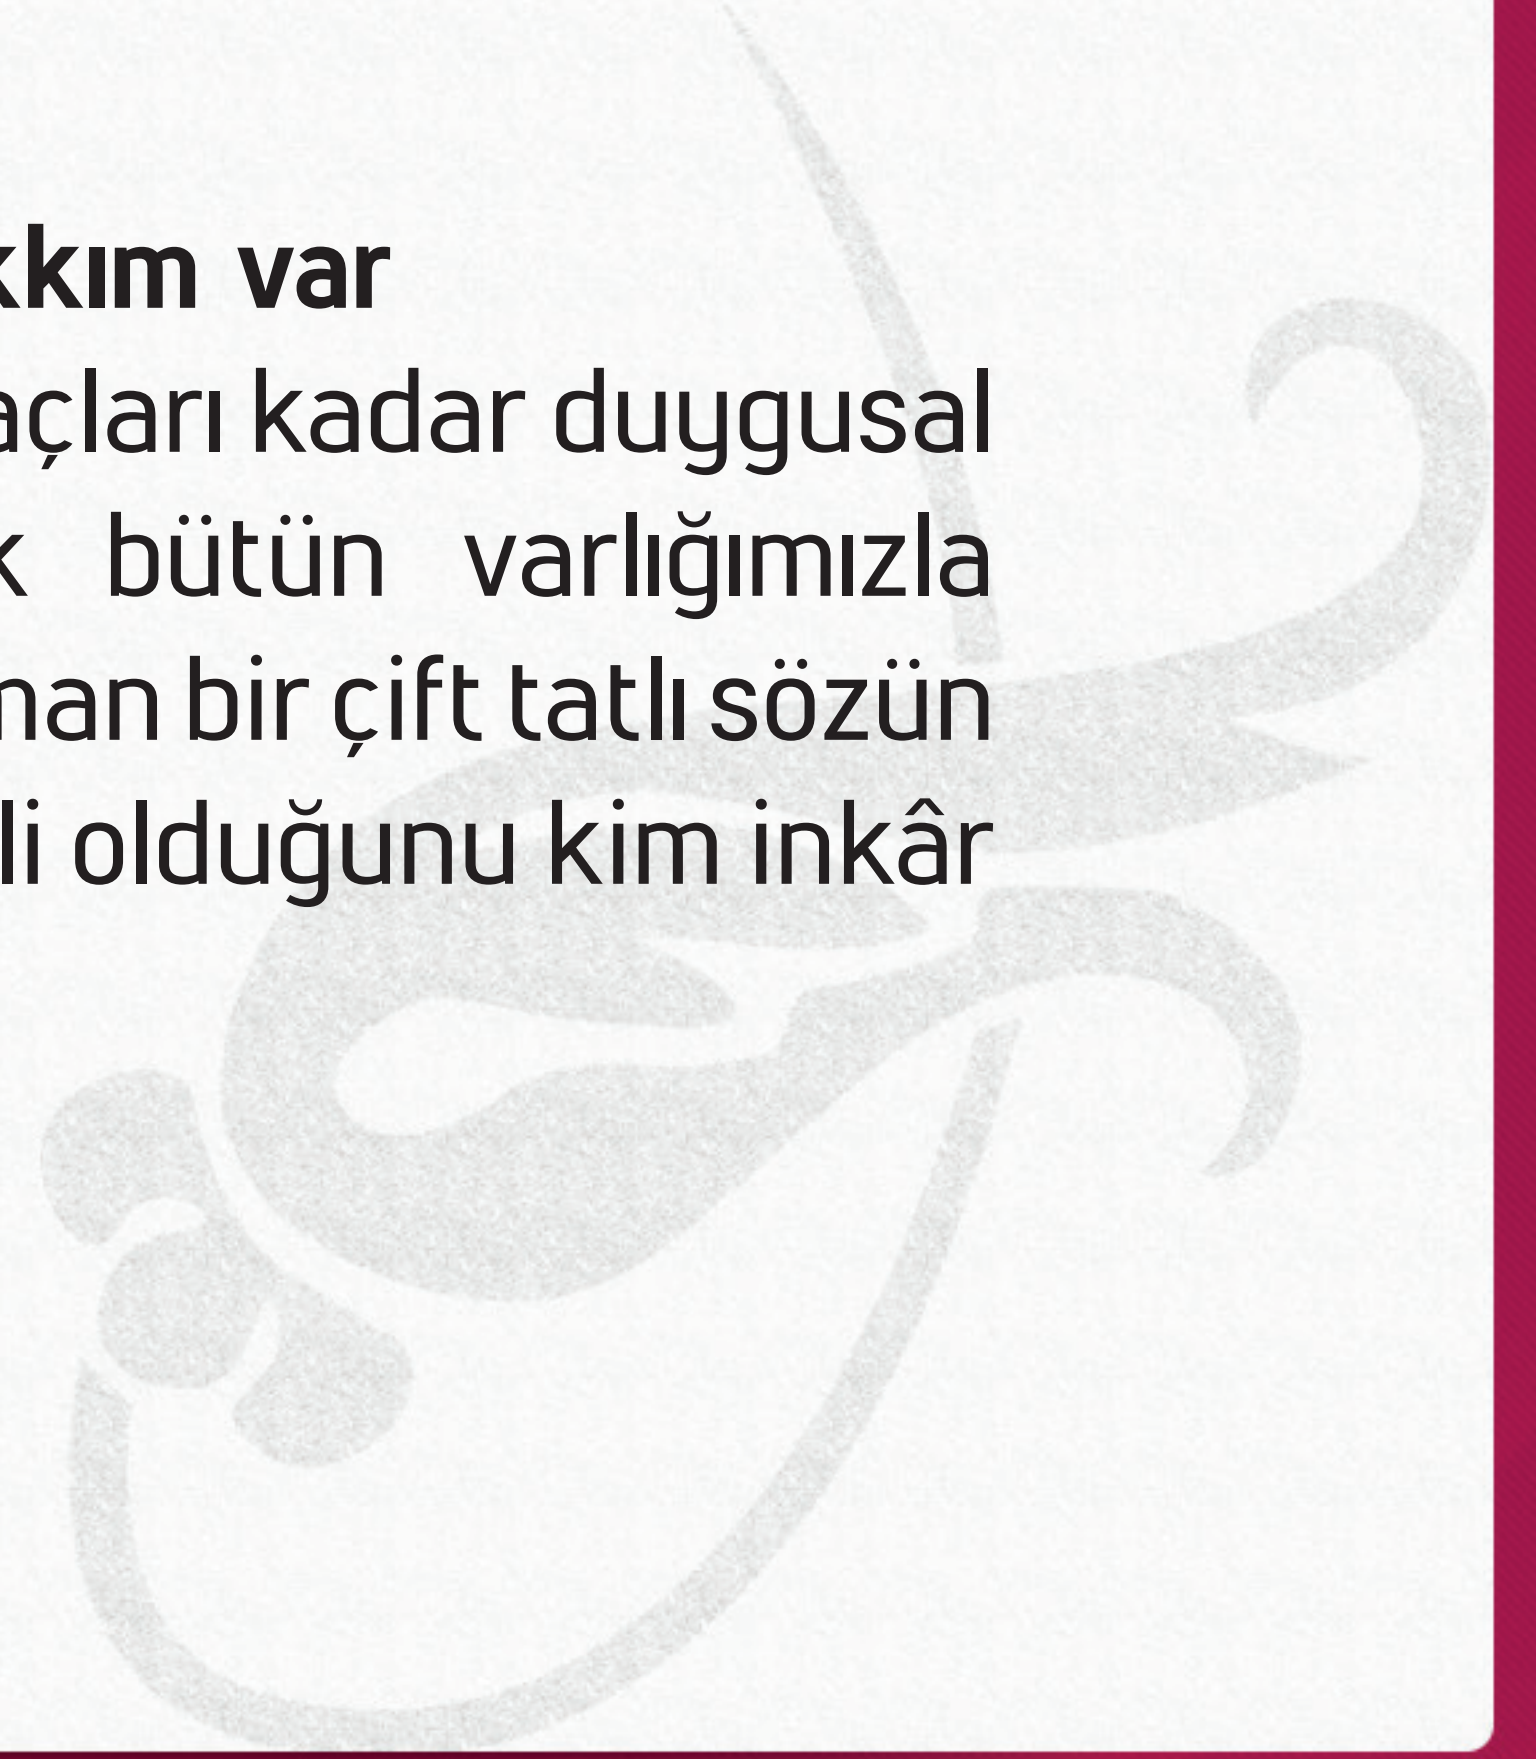 kkım var
açları kadar duygusal
k bütün varlığımızla
man bir çift tatlı sözün
li olduğunu kim inkâr